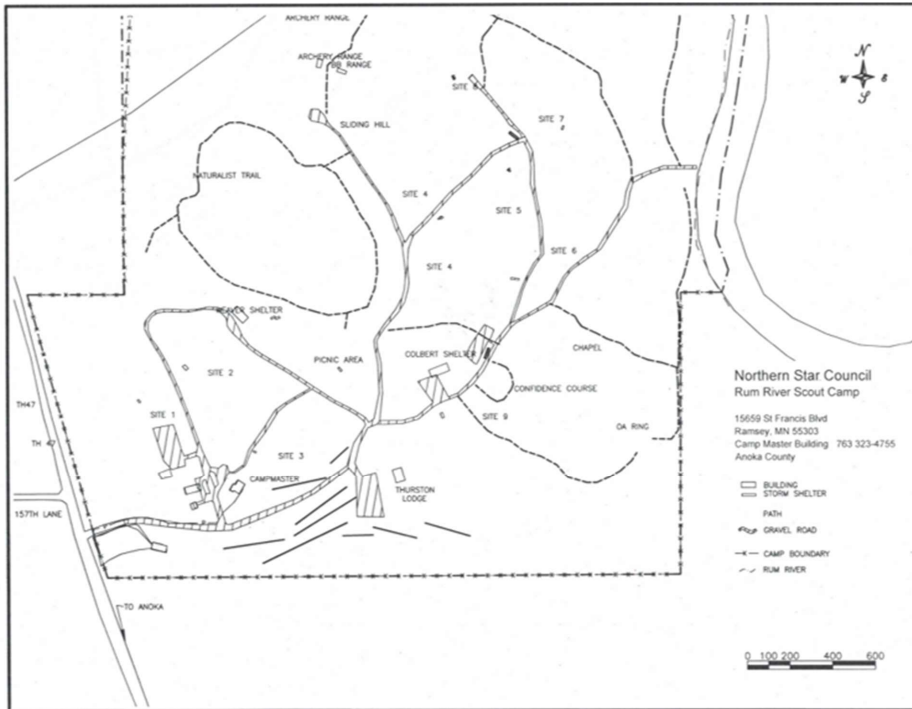 ARCHERY RANGE
ARCHERY RANGE
BB RANGE
N
W
E
S
SITE 8
SLIDING HILL
SITE 7
NATURALIST TRAIL
SITE 4
SITE 5
SITE 6
SITE 4
BEAVER SHELTER
PICNIC AREA
COLBERT SHELTER
CHAPEL
SITE 2
CONFIDENCE COURSE
TH47
SITE 1
SITE 9
OA RING
TH 47
SITE 3
CAMPMASTER
THURSTON
LODGE
157TH LANE
TO ANOKA
Northern Star Council
Rum River Scout Camp
15659 St Francis Blvd
Ramsey, MN 55303
Camp Master Building 763 323-4755
Anoka County
BUILDING
STORM SHELTER
PATH
GRAVEL ROAD
CAMP BOUNDARY
RUM RIVER
0 100 200 400 600